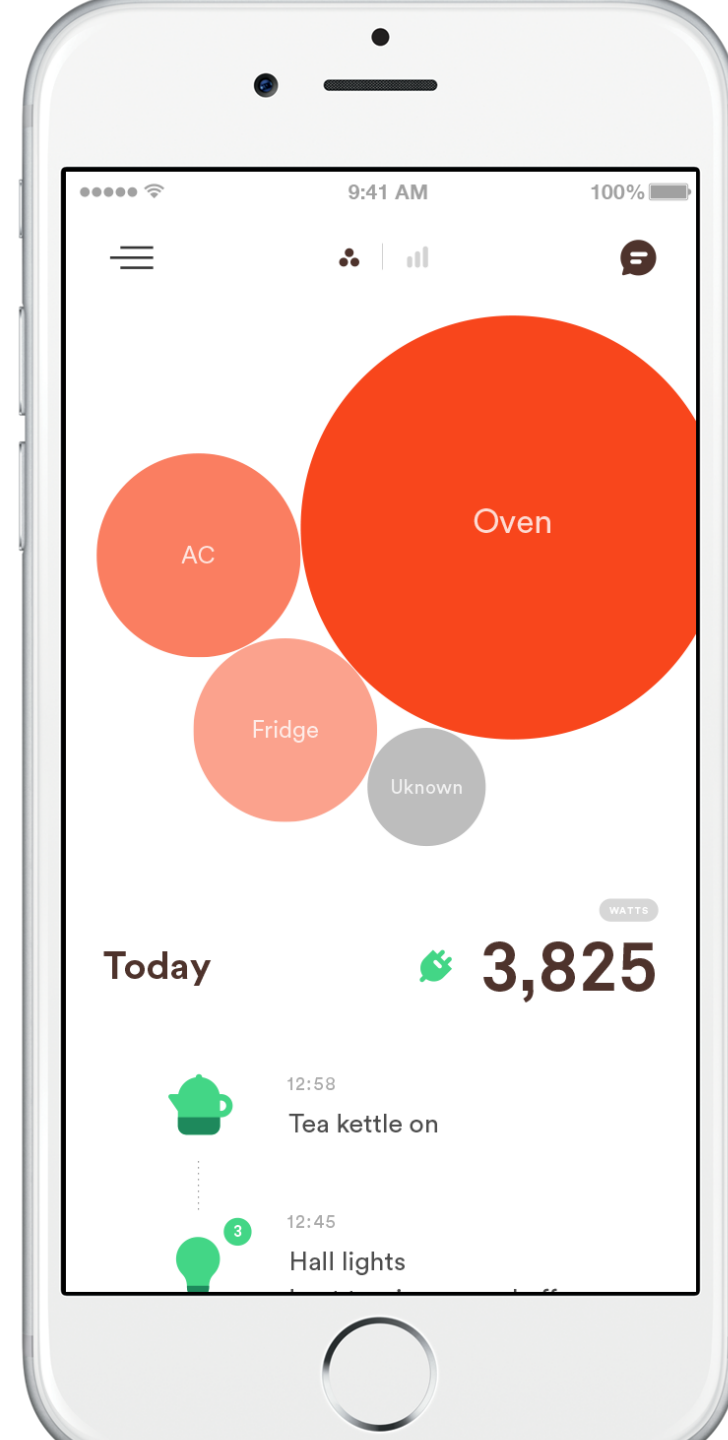 9:41 AM
100%
Oven
AC
Fridge
Uknown
WATTS
Today
3,825
12:58
Tea kettle on
3
12:45
Hall lights